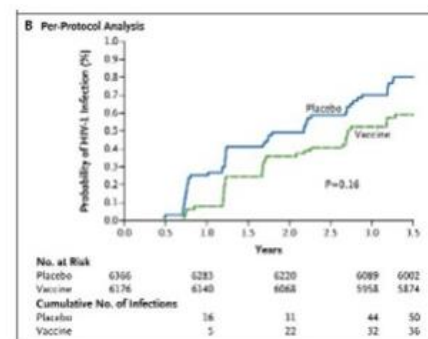 B Per-Protocol Analysis
Probability of HIV-1 Infection (%)
1.0
0.9
0.8
0.7
0.6
0.5
0.4
0.3
0.2
0.1
0.0
Placebo
Vaccine
P=0.16
0.0 0.5 1.0 1.5 2.0 2.5 3.0 3.5
Years
No. at Risk
Placebo 6366 6283 6220 6089 6002
Vaccine 6176 6140 6068 5958 5874
Cumulative No. of Infections
Placebo 16 31 44 50
Vaccine 5 22 32 36